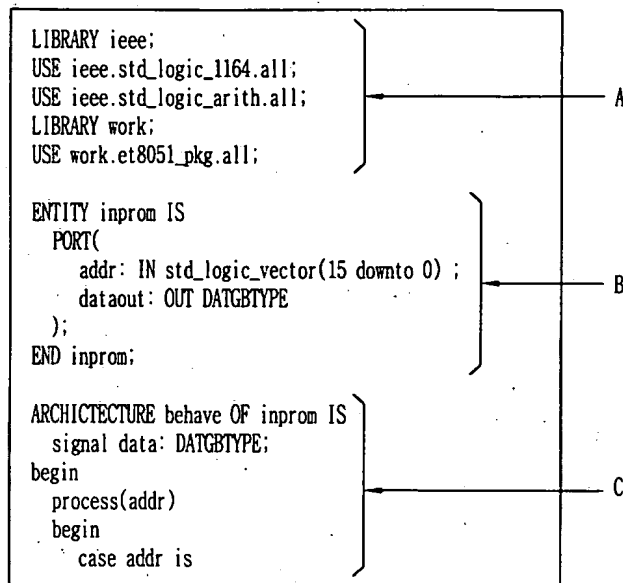 LIBRARY ieee;
USE ieee.std_logic_1164.all;
USE ieee.std_logic_arith.all;
A
LIBRARY work;
USE work.et8051_pkg.all;
ENTITY inprom IS
PORT(
addr: IN std_logic_vector(15 downto 0) ;
B
dataout: OUT DATGBTYPE
);
END inprom;
ARCHICTECTURE behave OF inprom IS
signal data: DATGBTYPE;
begin
C
process(addr)
begin
case addr is